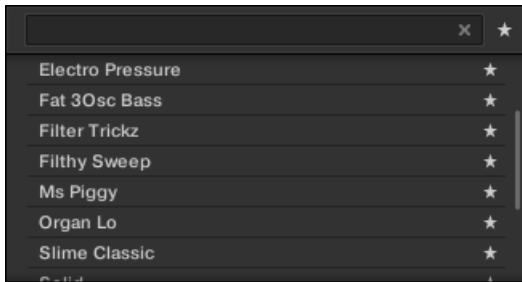 Electro Pressure
Fat 3Osc Bass
Filter Trickz
Filthy Sweep
Ms Piggy
Organ Lo
Slime Classic